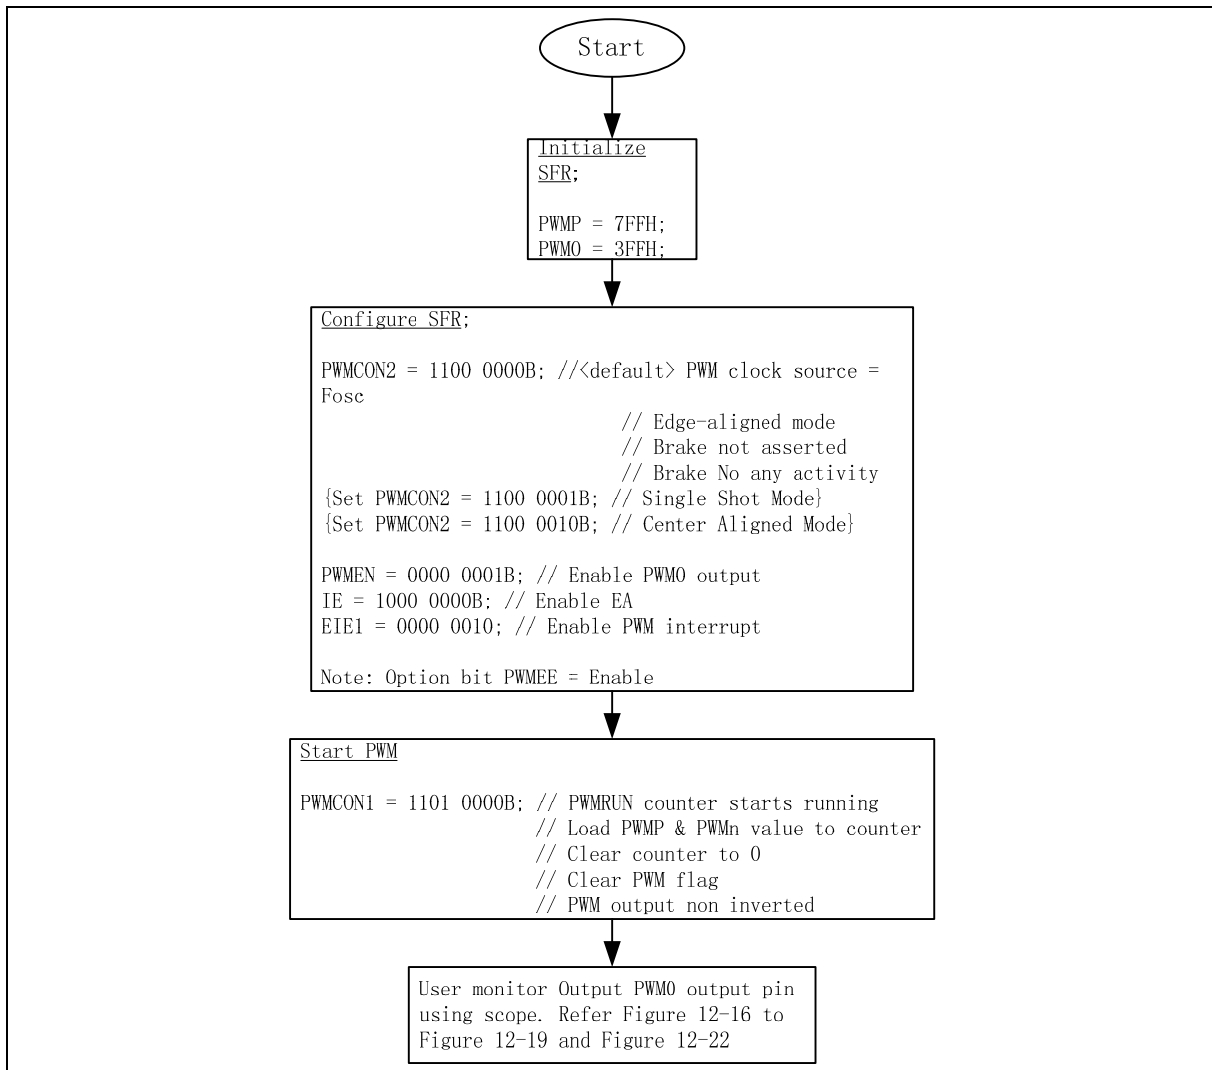 Start
Initialize
SFR;
PWMP = 7FFH;
PWM0 = 3FFH;
Configure SFR;
PWMCON2 = 1100 0000B; //<default> PWM clock source =
Fosc
// Edge-aligned mode
// Brake not asserted
// Brake No any activity
{Set PWMCON2 = 1100 0001B; // Single Shot Mode}
{Set PWMCON2 = 1100 0010B; // Center Aligned Mode}
PWMEN = 0000 0001B; // Enable PWM0 output
IE = 1000 0000B; // Enable EA
EIE1 = 0000 0010; // Enable PWM interrupt
Note: Option bit PWMEE = Enable
Start PWM
PWMCON1 = 1101 0000B; // PWMRUN counter starts running
// Load PWMP & PWMn value to counter
// Clear counter to 0
// Clear PWM flag
// PWM output non inverted
User monitor Output PWM0 output pin
using scope. Refer Figure 12-16 to
Figure 12-19 and Figure 12-22